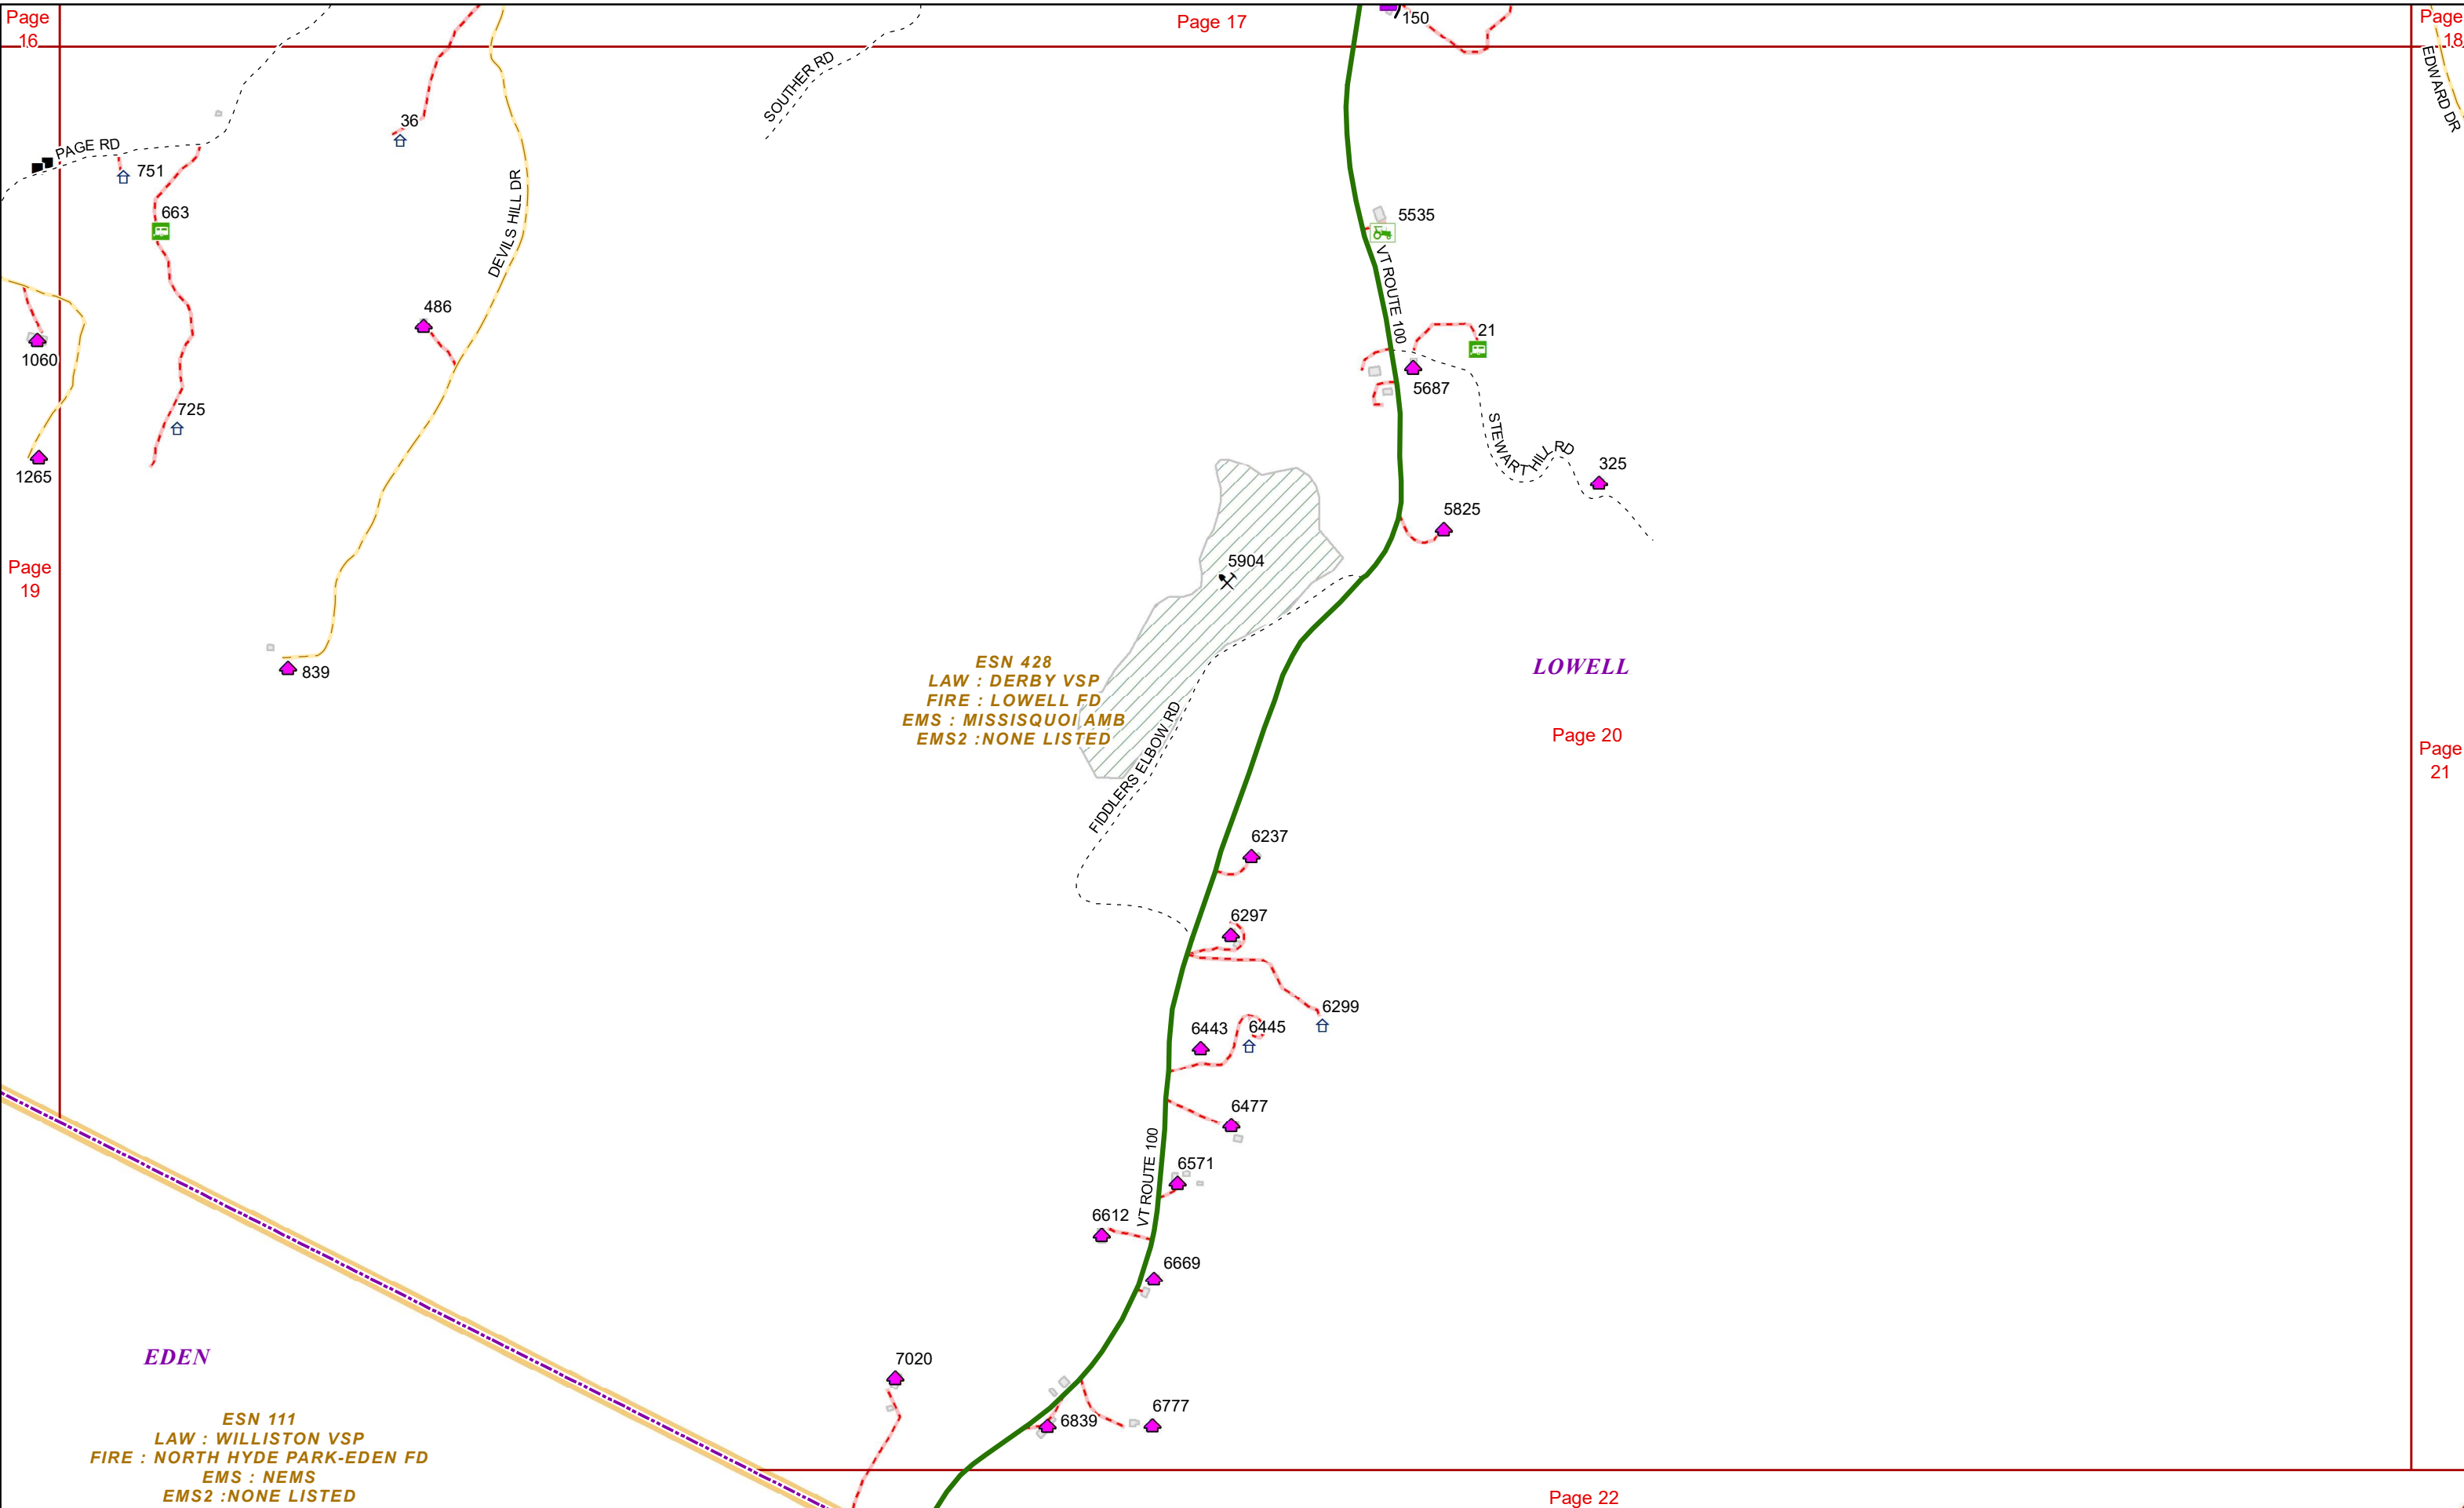 Page
16
Page 17
150
Page
18
EDWARD DR
SOUTHER RD
36
PAGE RD
751
663
DEVILS HILL DR
5535
VT ROUTE 100
486
21
1060
5687
725
STEWART HILL RD
325
1265
5825
5904
Page
19
839
ESN 428
LAW : DERBY VSP
FIRE : LOWELL FD
EMS : MISSISQUOI AMB
EMS2 :NONE LISTED
LOWELL
Page 20
Page
21
FIDDLERS ELBOW RD
6237
6297
6299
6443
6445
6477
VT ROUTE 100
6571
6612
6669
EDEN
7020
6777
6839
ESN 111
LAW : WILLISTON VSP
FIRE : NORTH HYDE PARK-EDEN FD
EMS : NEMS
EMS2 :NONE LISTED
Page 22